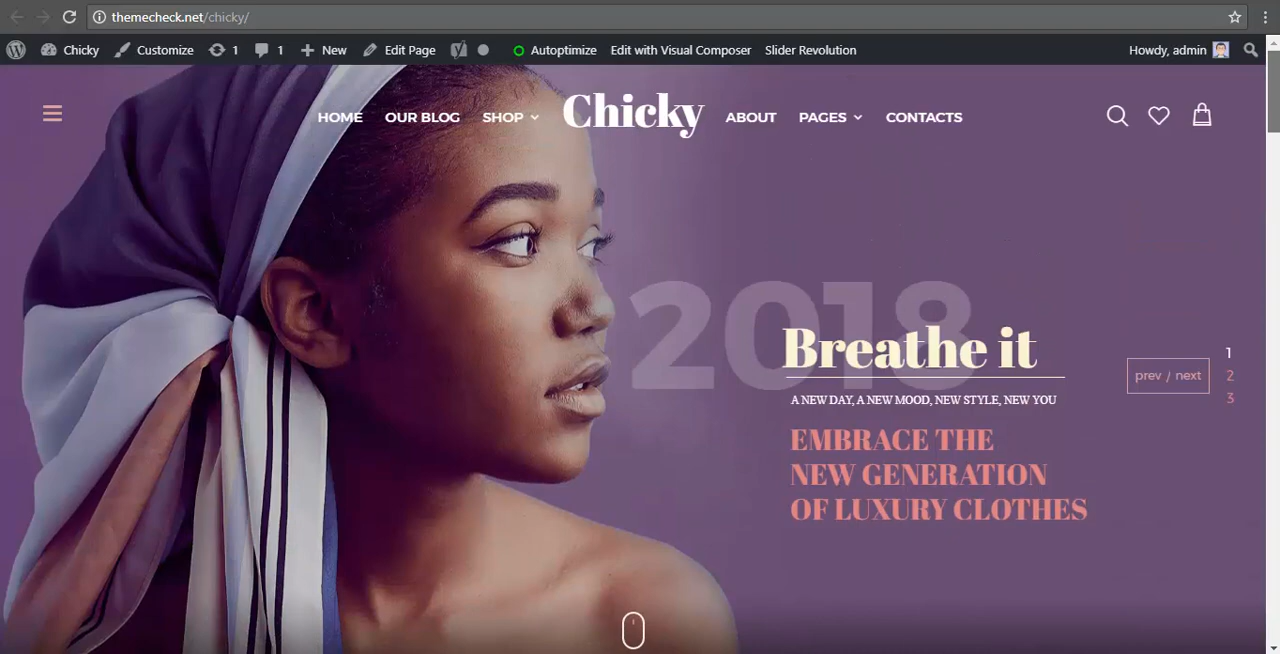 themecheck.net/chicky/
Chicky Customize 1 1 New Edit Page Autoptimize Edit with Visual Composer Slider Revolution Howdy, admin
HOME OUR BLOG SHOP Chicky ABOUT PAGES CONTACTS
2018
Breathe it
A NEW DAY, A NEW MOOD, NEW STYLE, NEW YOU
EMBRACE THE
NEW GENERATION
OF LUXURY CLOTHES
prev / next
1
2
3